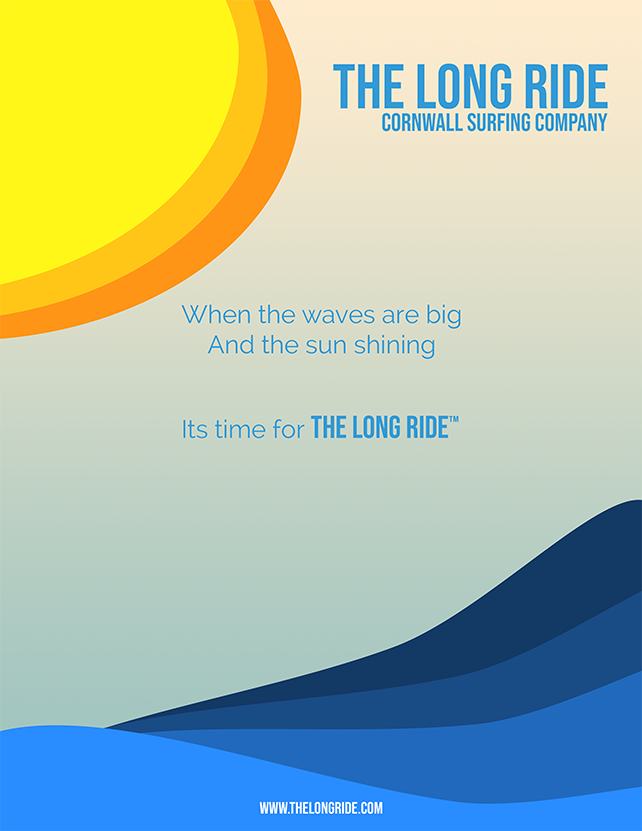 THE LONG RIDE
CORNWALL SURFING COMPANY
When the waves are big
And the sun shining
Its time for THE LONG RIDE™
WWW.THELONGRIDE.COM